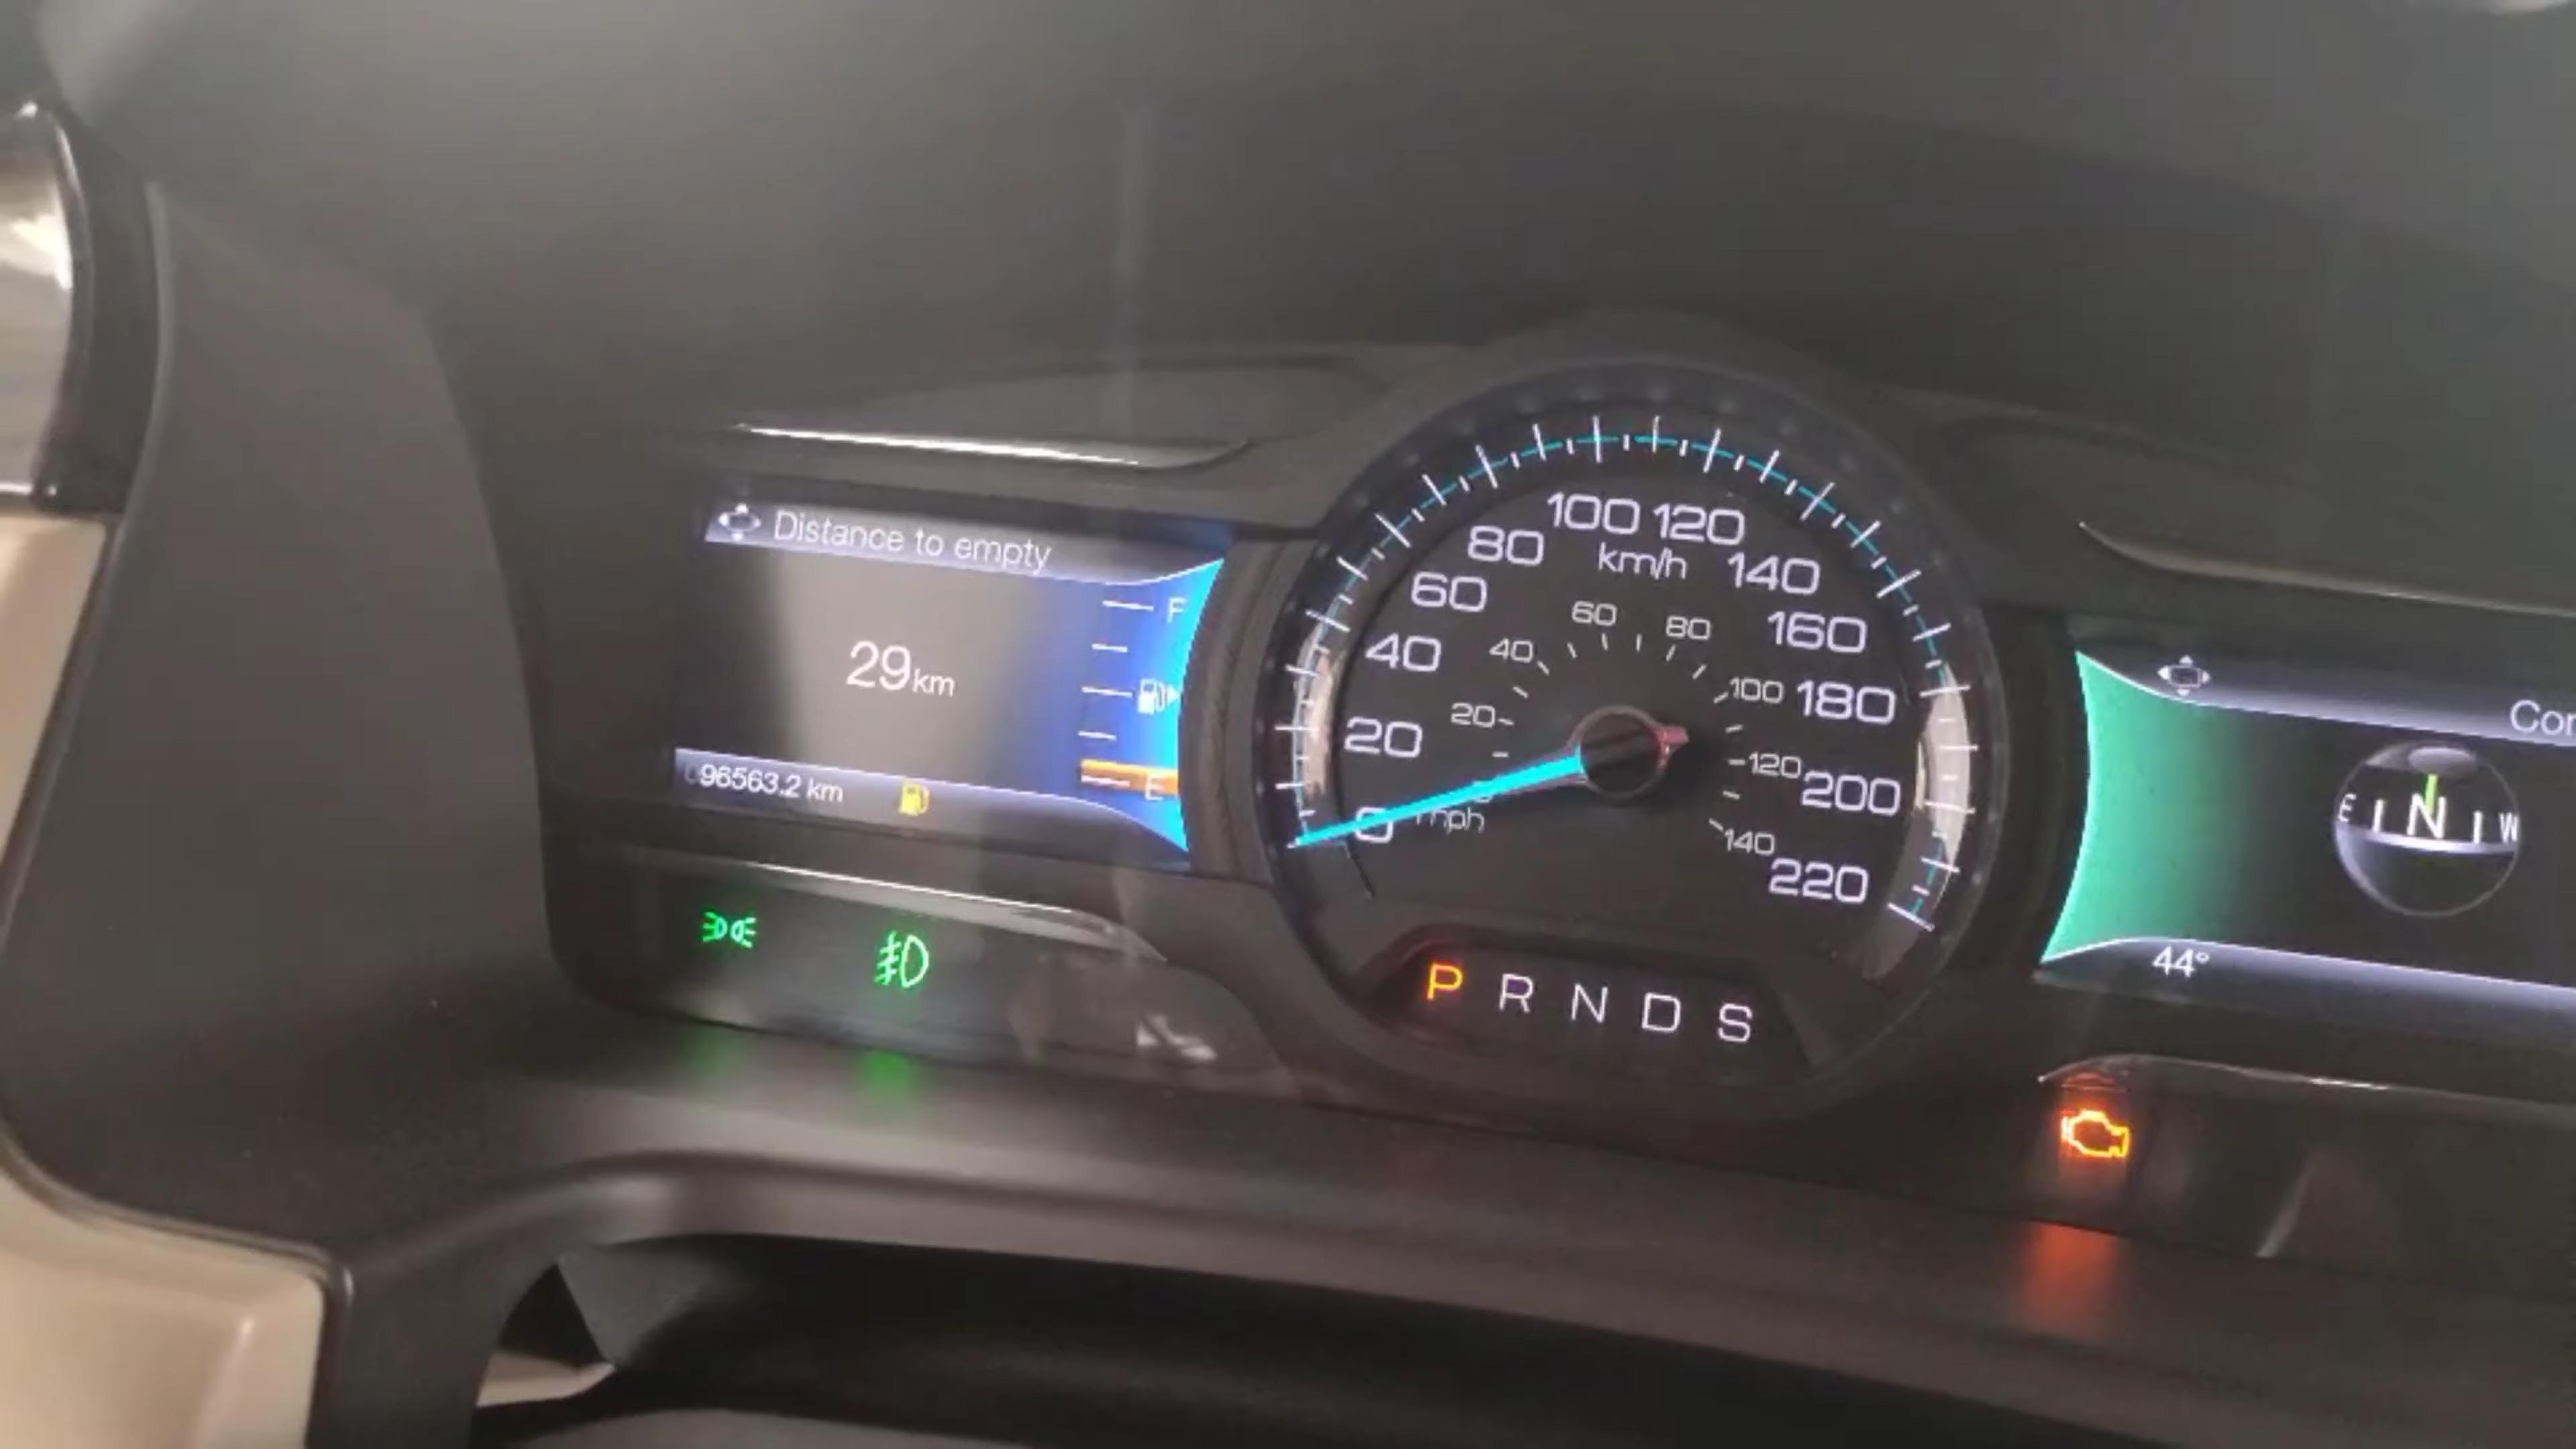 Distance to empty
F
29km
E
096563.2 km
100 120
80 km/h 140
60 160
40 180
20 200
0 220
60 80
40 100
20 120
mph 140
P R N D S
E N W
44°